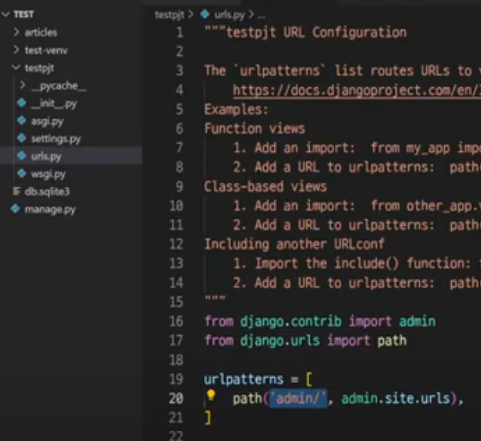 TEST
articles
test-venv
testpjt
__pycache__
__init__.py
asgi.py
settings.py
urls.py
wsgi.py
db.sqlite3
manage.py
testpjt > urls.py > ...
1 """testpjt URL Configuration
2
3 The `urlpatterns` list routes URLs to
4 https://docs.djangoproject.com/en/
5 Examples:
6 Function views
7 1. Add an import: from my_app impo
8 2. Add a URL to urlpatterns: path
9 Class-based views
10 1. Add an import: from other_app.
11 2. Add a URL to urlpatterns: path
12 Including another URLconf
13 1. Import the include() function:
14 2. Add a URL to urlpatterns: path
15 """
16 from django.contrib import admin
17 from django.urls import path
18
19 urlpatterns = [
20 path('admin/', admin.site.urls),
21 ]
22